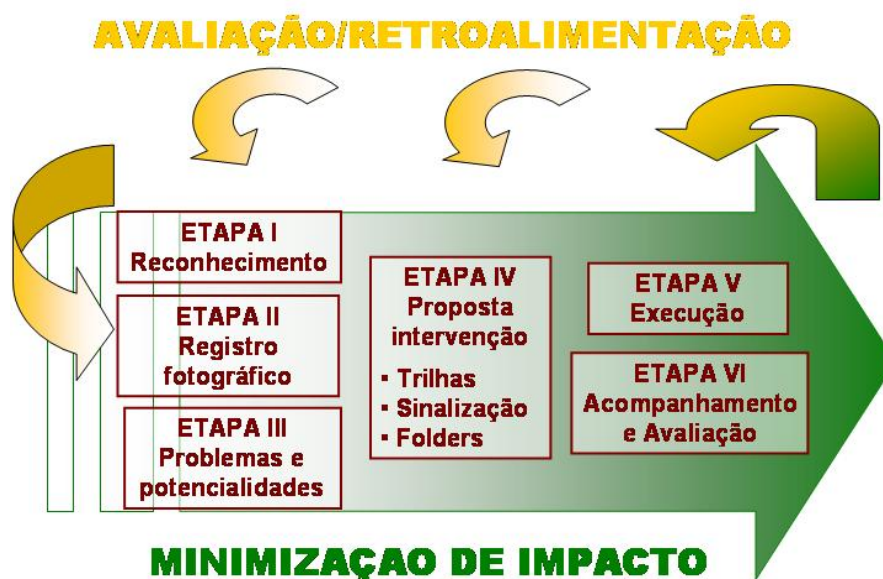 AVALIAÇÃO/RETROALIMENTAÇÃO
ETAPA I
Reconhecimento
ETAPA II
Registro
fotográfico
ETAPA III
Problemas e
potencialidades
ETAPA IV
Proposta
intervenção
▪ Trilhas
▪ Sinalização
▪ Folders
ETAPA V
Execução
ETAPA VI
Acompanhamento
e Avaliação
MINIMIZAÇAO DE IMPACTO